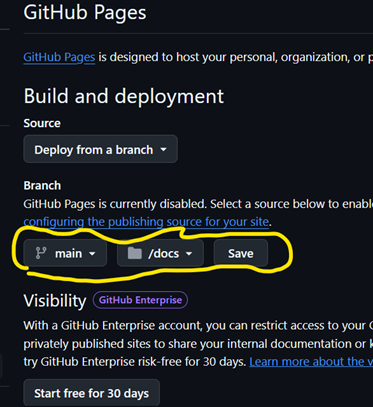 GitHub Pages
GitHub Pages is designed to host your personal, organization, or
Build and deployment
Source
Deploy from a branch
Branch
GitHub Pages is currently disabled. Select a source below to
configuring the publishing source for your site.
main
/docs
Save
Visibility GitHub Enterprise
With a GitHub Enterprise account, you can restrict access to your
privately published sites to share your internal documentation or
try GitHub Enterprise risk-free for 30 days. Learn more about the
Start free for 30 days